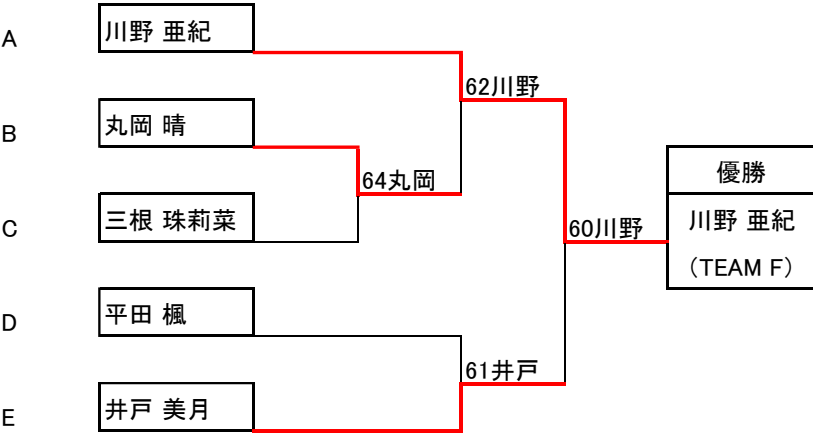 A
川野 亜紀
62川野
B
丸岡 晴
64丸岡
優勝
C
三根 珠莉菜
60川野
川野 亜紀
（TEAM F）
D
平田 楓
61井戸
E
井戸 美月